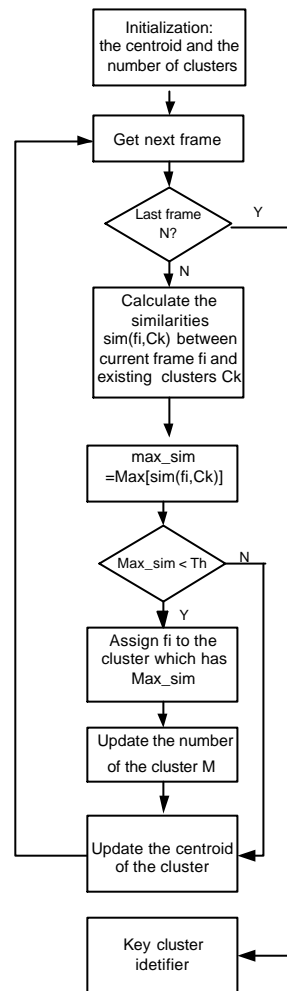 Initialization:
the centroid and the
number of clusters
Get next frame
Last frame
N?
Y
N
Calculate the
similarities
sim(fi,Ck) between
current frame fi and
existing clusters Ck
max_sim
=Max[sim(fi,Ck)]
Max_sim < Th
N
Y
Assign fi to the
cluster which has
Max_sim
Update the number
of the cluster M
Update the centroid
of the cluster
Key cluster
idetifier